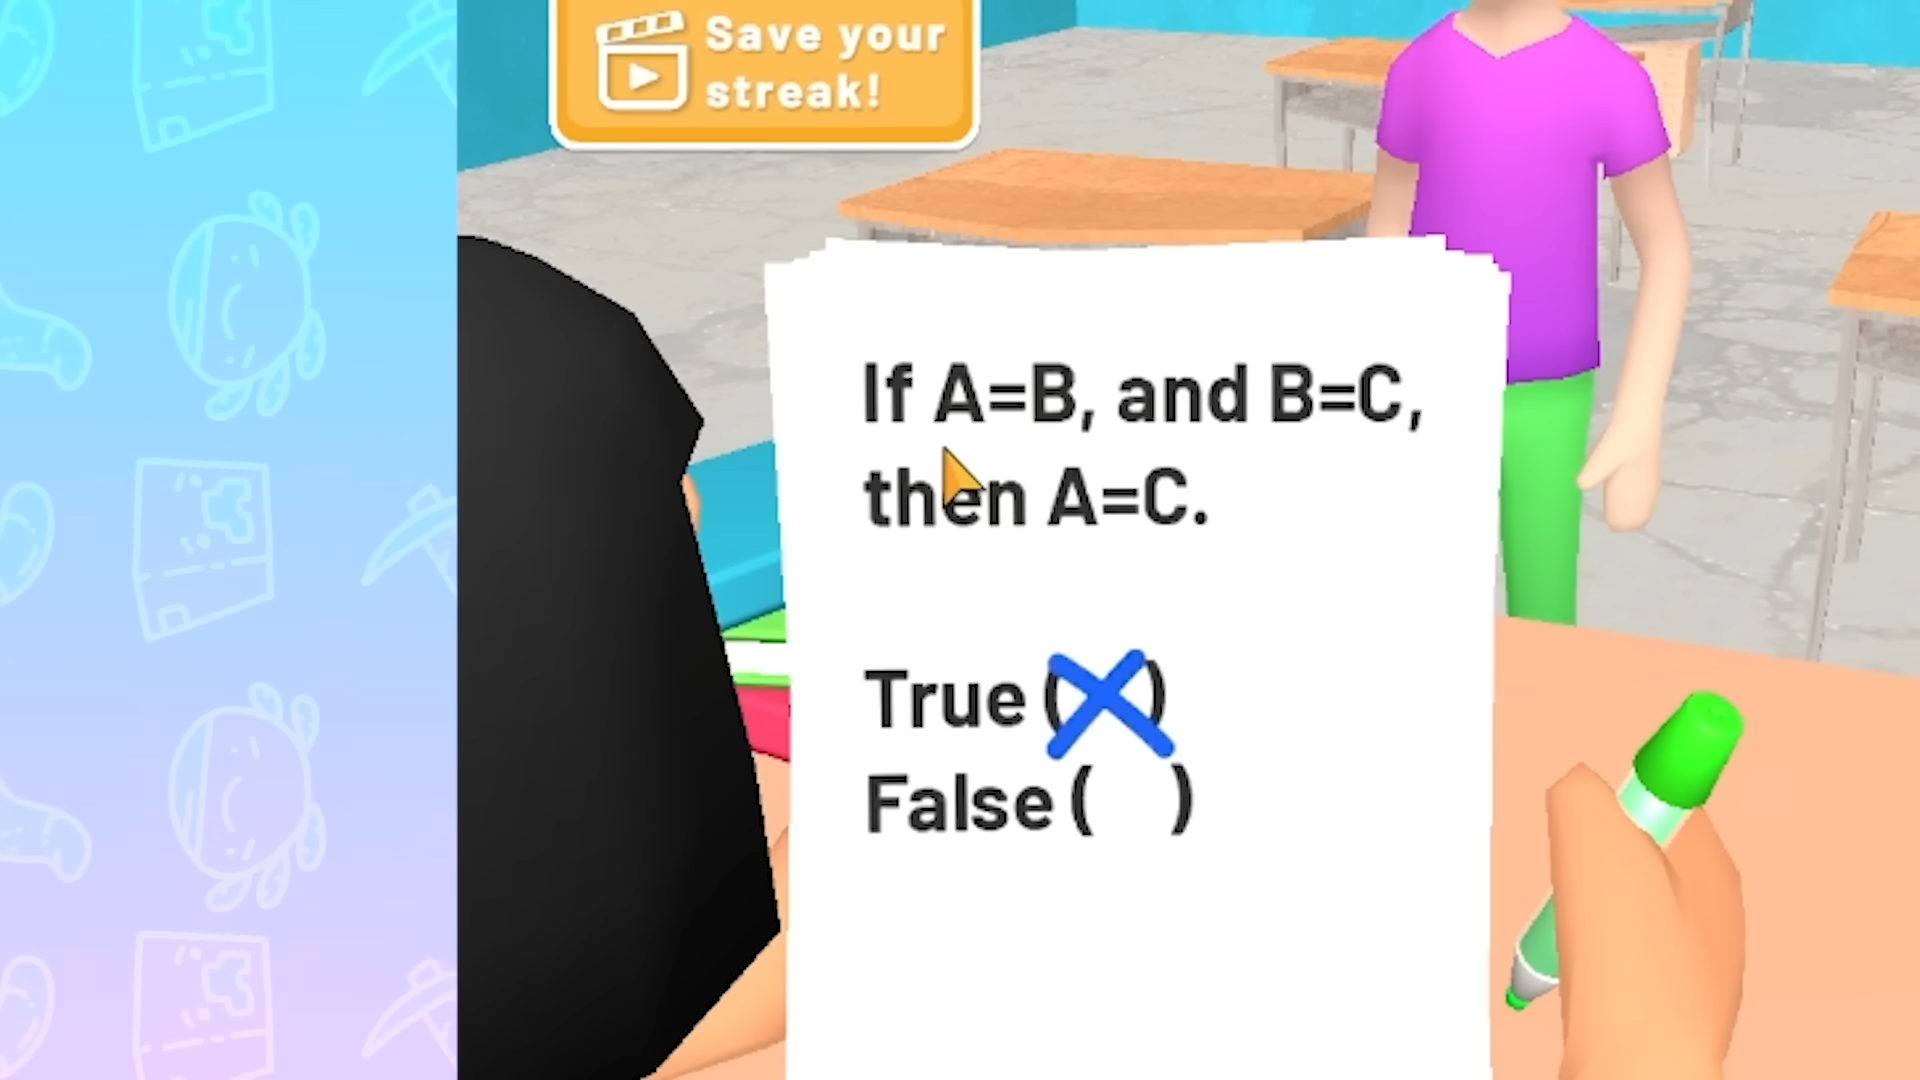 Save your
streak!
If A=B, and B=C,
then A=C.
True ( )
False ( )